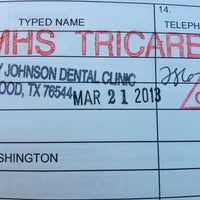 TYPED NAME
14.
TELEPH
MHS TRICARE
Y JOHNSON DENTAL CLINIC
OOD, TX 76544
MAR 21 2013
SHINGTON